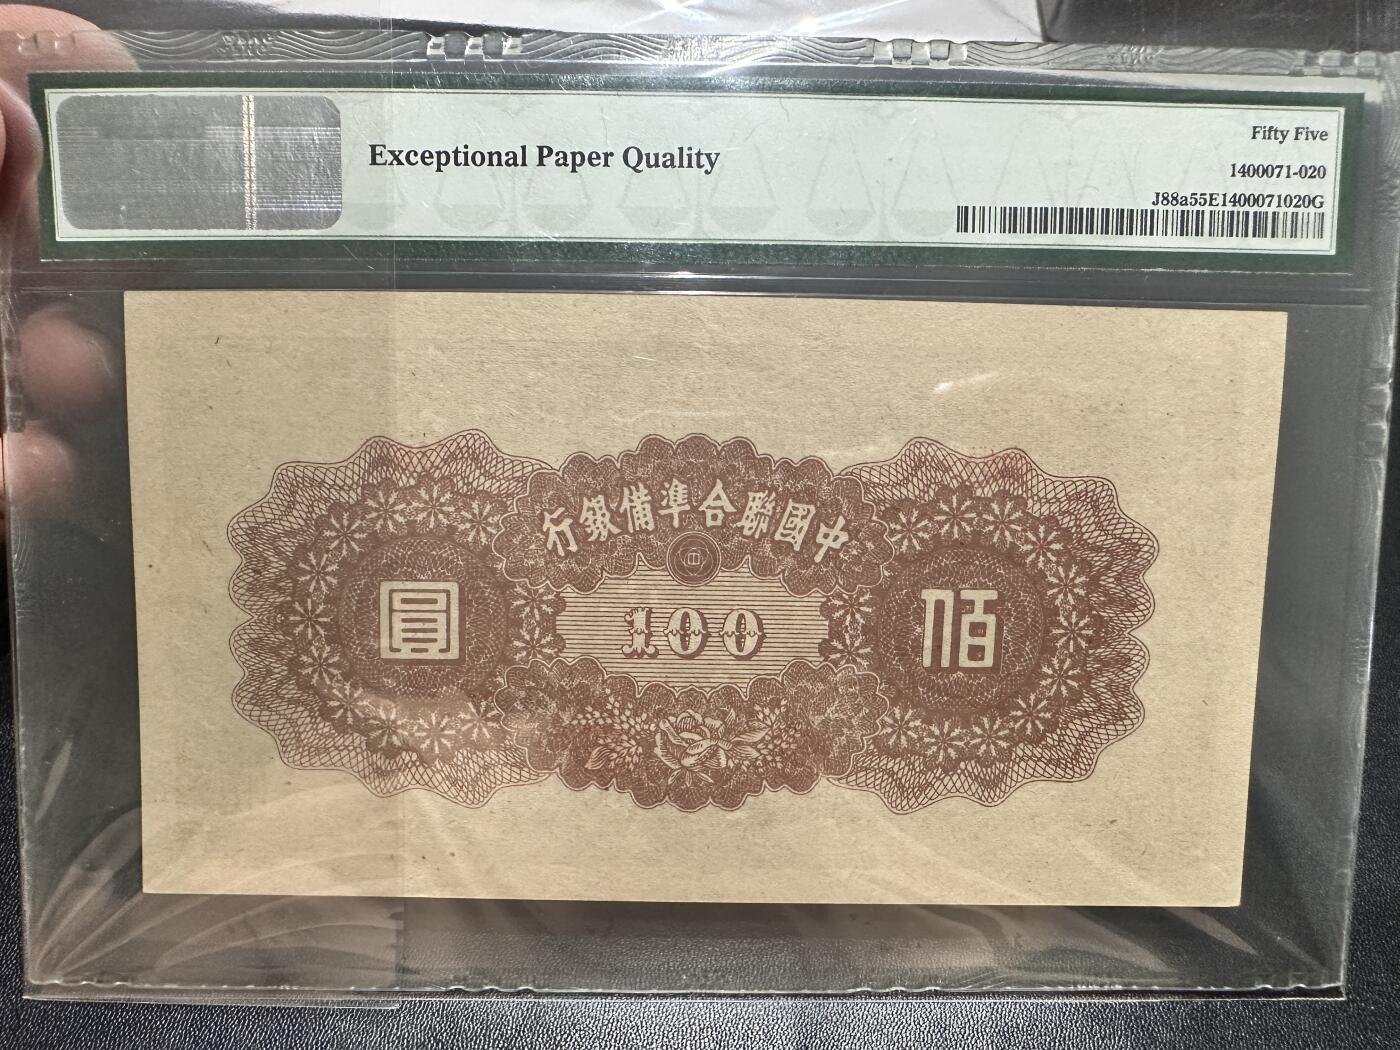 Exceptional Paper Quality
Fifty Five
1400071-020
J88a55E1400071020G
行銀備準合聯國中
圓
100
佰